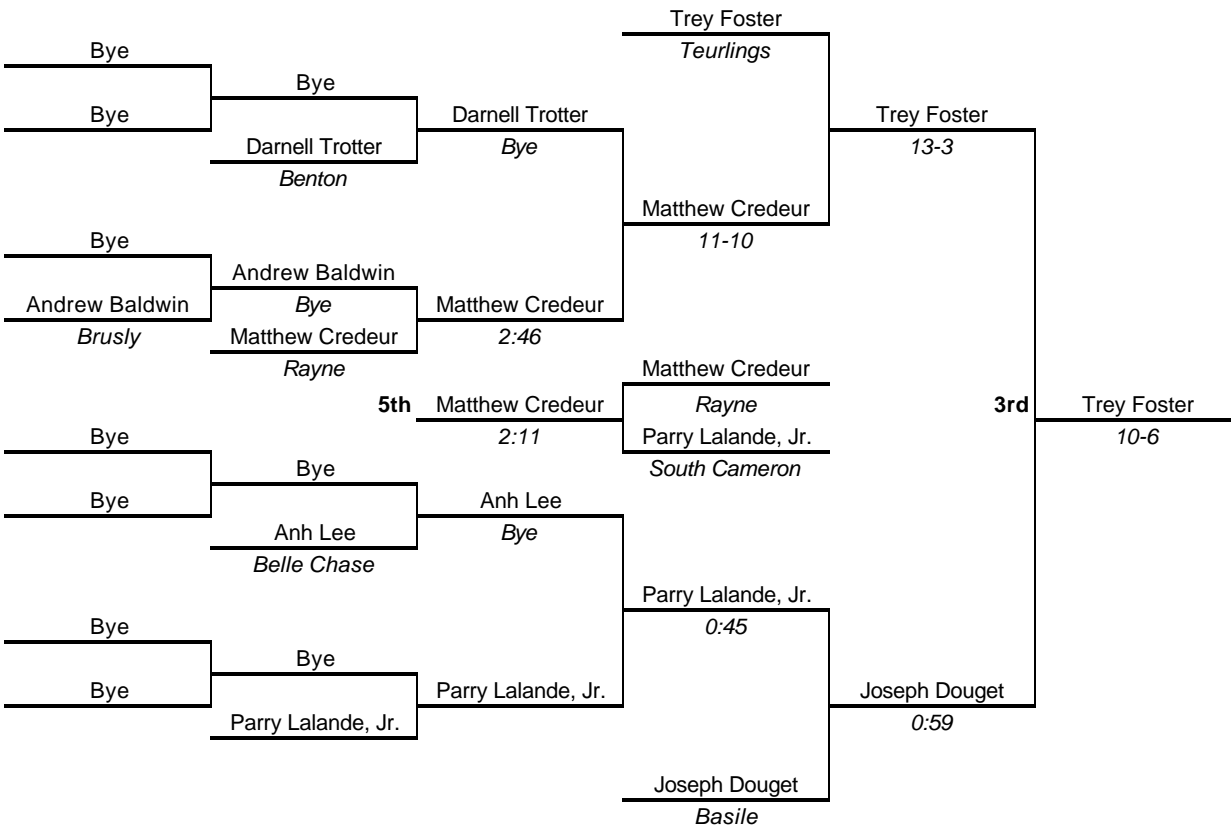 Trey Foster
Teurlings
Bye
Bye
Bye
Darnell Trotter
Trey Foster
Darnell Trotter
Bye
13-3
Benton
Matthew Credeur
11-10
Bye
Andrew Baldwin
Andrew Baldwin
Bye
Matthew Credeur
Brusly
Matthew Credeur
2:46
Rayne
Matthew Credeur
5th Matthew Credeur
Rayne
3rd Trey Foster
2:11
Parry Lalande, Jr.
10-6
South Cameron
Bye
Bye
Bye
Anh Lee
Anh Lee
Bye
Belle Chase
Parry Lalande, Jr.
0:45
Bye
Bye
Bye
Parry Lalande, Jr.
Joseph Douget
Parry Lalande, Jr.
0:59
Joseph Douget
Basile